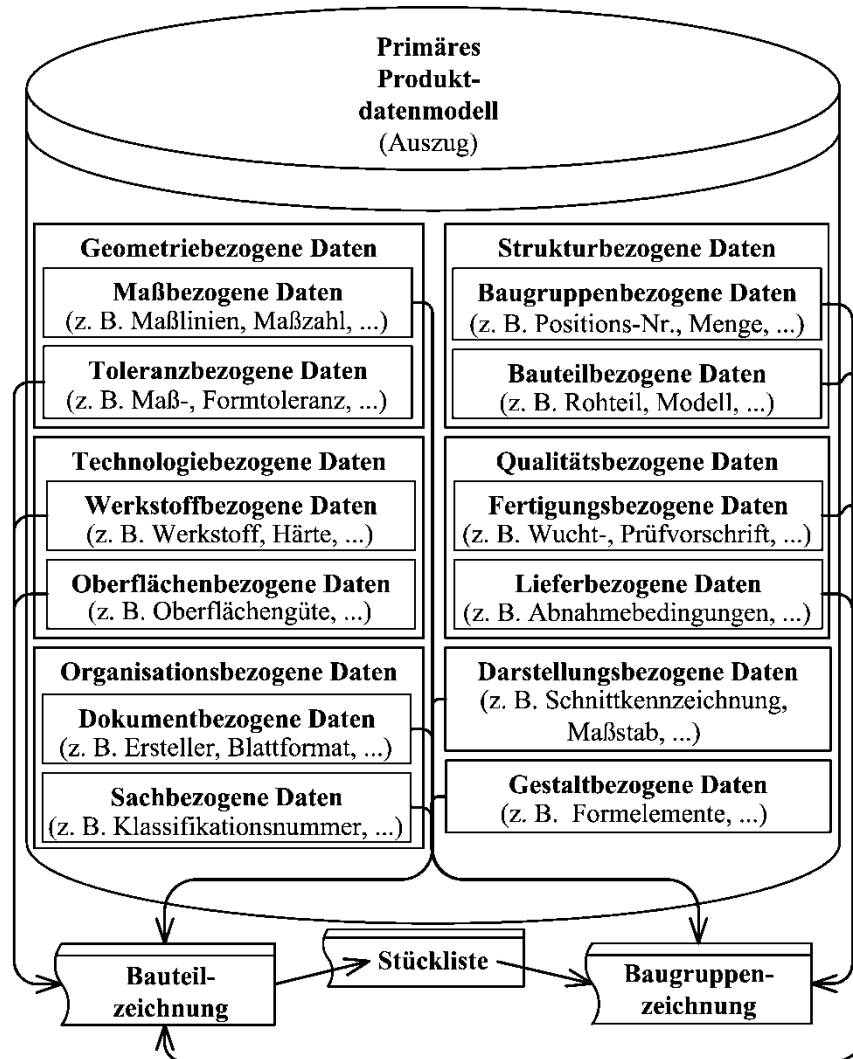 Primäres
Produkt-
datenmodell
(Auszug)
Geometriebezogene Daten
Maßbezogene Daten
(z. B. Maßlinien, Maßzahl, ...)
Toleranzbezogene Daten
(z. B. Maß-, Formtoleranz, ...)
Technologiebezogene Daten
Werkstoffbezogene Daten
(z. B. Werkstoff, Härte, ...)
Oberflächenbezogene Daten
(z. B. Oberflächengüte, ...)
Organisationsbezogene Daten
Dokumentbezogene Daten
(z. B. Ersteller, Blattformat, ...)
Sachbezogene Daten
(z. B. Klassifikationsnummer, ...)
Strukturbezogene Daten
Baugruppenbezogene Daten
(z. B. Positions-Nr., Menge, ...)
Bauteilbezogene Daten
(z. B. Rohteil, Modell, ...)
Qualitätsbezogene Daten
Fertigungsbezogene Daten
(z. B. Wucht-, Prüfvorschrift, ...)
Lieferbezogene Daten
(z. B. Abnahmebedingungen, ...)
Darstellungsbezogene Daten
(z. B. Schnittkennzeichnung,
Maßstab, ...)
Gestaltbezogene Daten
(z. B. Formelemente, ...)
Bauteil-
zeichnung
Stückliste
Baugruppen-
zeichnung